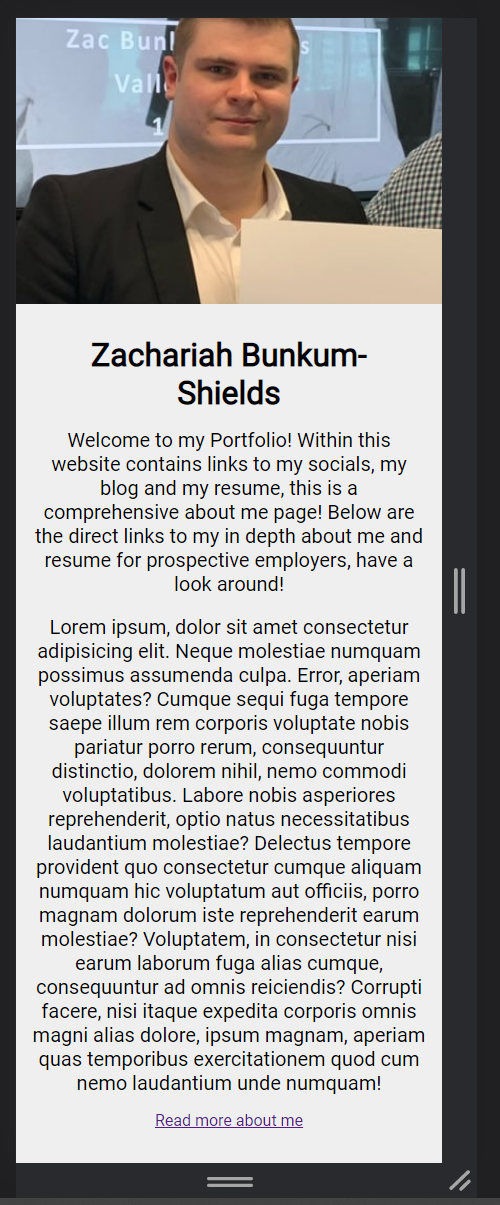 Zac
s
1
Zachariah Bunkum-
Shields
Welcome to my Portfolio! Within this
website contains links to my socials, my
blog and my resume, this is a
comprehensive about me page! Below are
the direct links to my in depth about me and
resume for prospective employers, have a
look around!
Lorem ipsum, dolor sit amet consectetur
adipisicing elit. Neque molestiae numquam
possimus assumenda culpa. Error, aperiam
voluptates? Cumque sequi fuga tempore
saepe illum rem corporis voluptate nobis
pariatur porro rerum, consequuntur
distinctio, dolorem nihil, nemo commodi
voluptatibus. Labore nobis asperiores
reprehenderit, optio natus necessitatibus
laudantium molestiae? Delectus tempore
provident quo consectetur cumque aliquam
numquam hic voluptatum aut officiis, porro
magnam dolorum iste reprehenderit earum
molestiae? Voluptatem, in consectetur nisi
earum laborum fuga alias cumque,
consequuntur ad omnis reiciendis? Corrupti
facere, nisi itaque expedita corporis omnis
magni alias dolore, ipsum magnam, aperiam
quas temporibus exercitationem quod cum
nemo laudantium unde numquam!
Read more about me